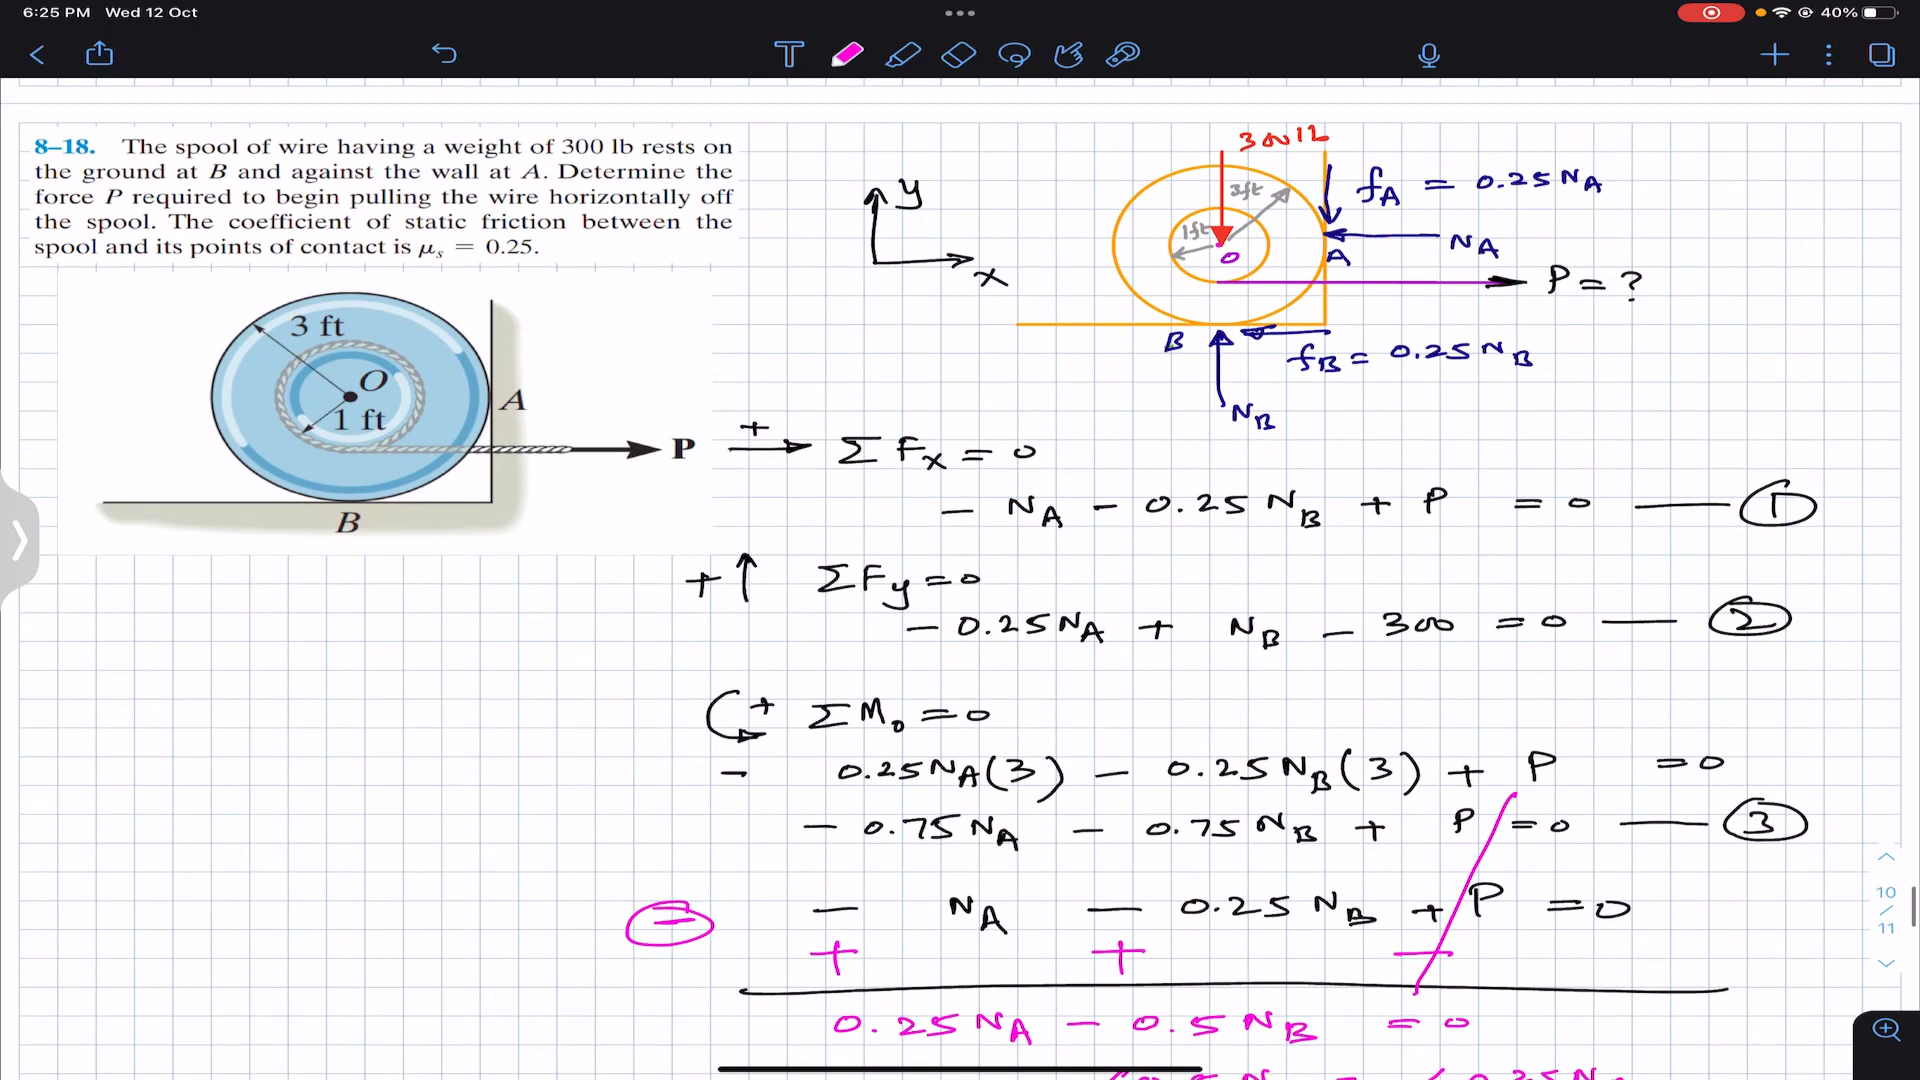 6:25 PM Wed 12 Oct
40%
8–18. The spool of wire having a weight of 300 lb rests on
the ground at B and against the wall at A. Determine the
force P required to begin pulling the wire horizontally off
the spool. The coefficient of static friction between the
spool and its points of contact is μs = 0.25.
3 ft
O
1 ft
A
P
B
y
x
300 lb
3ft
1ft
O
A
B
fA = 0.25 NA
NA
P = ?
fB = 0.25 NB
NB
+ → Σ Fx = 0
- NA - 0.25 NB + P = 0 — 1
+ ↑ ΣFy = 0
- 0.25 NA + NB - 300 = 0 — 2
+ Σ Mo = 0
- 0.25 NA (3) - 0.25 NB (3) + P = 0
- 0.75 NA - 0.75 NB + P = 0 — 3
- NA - 0.25 NB + P = 0
+ + -
0.25 NA - 0.5 NB = 0
10
/
11